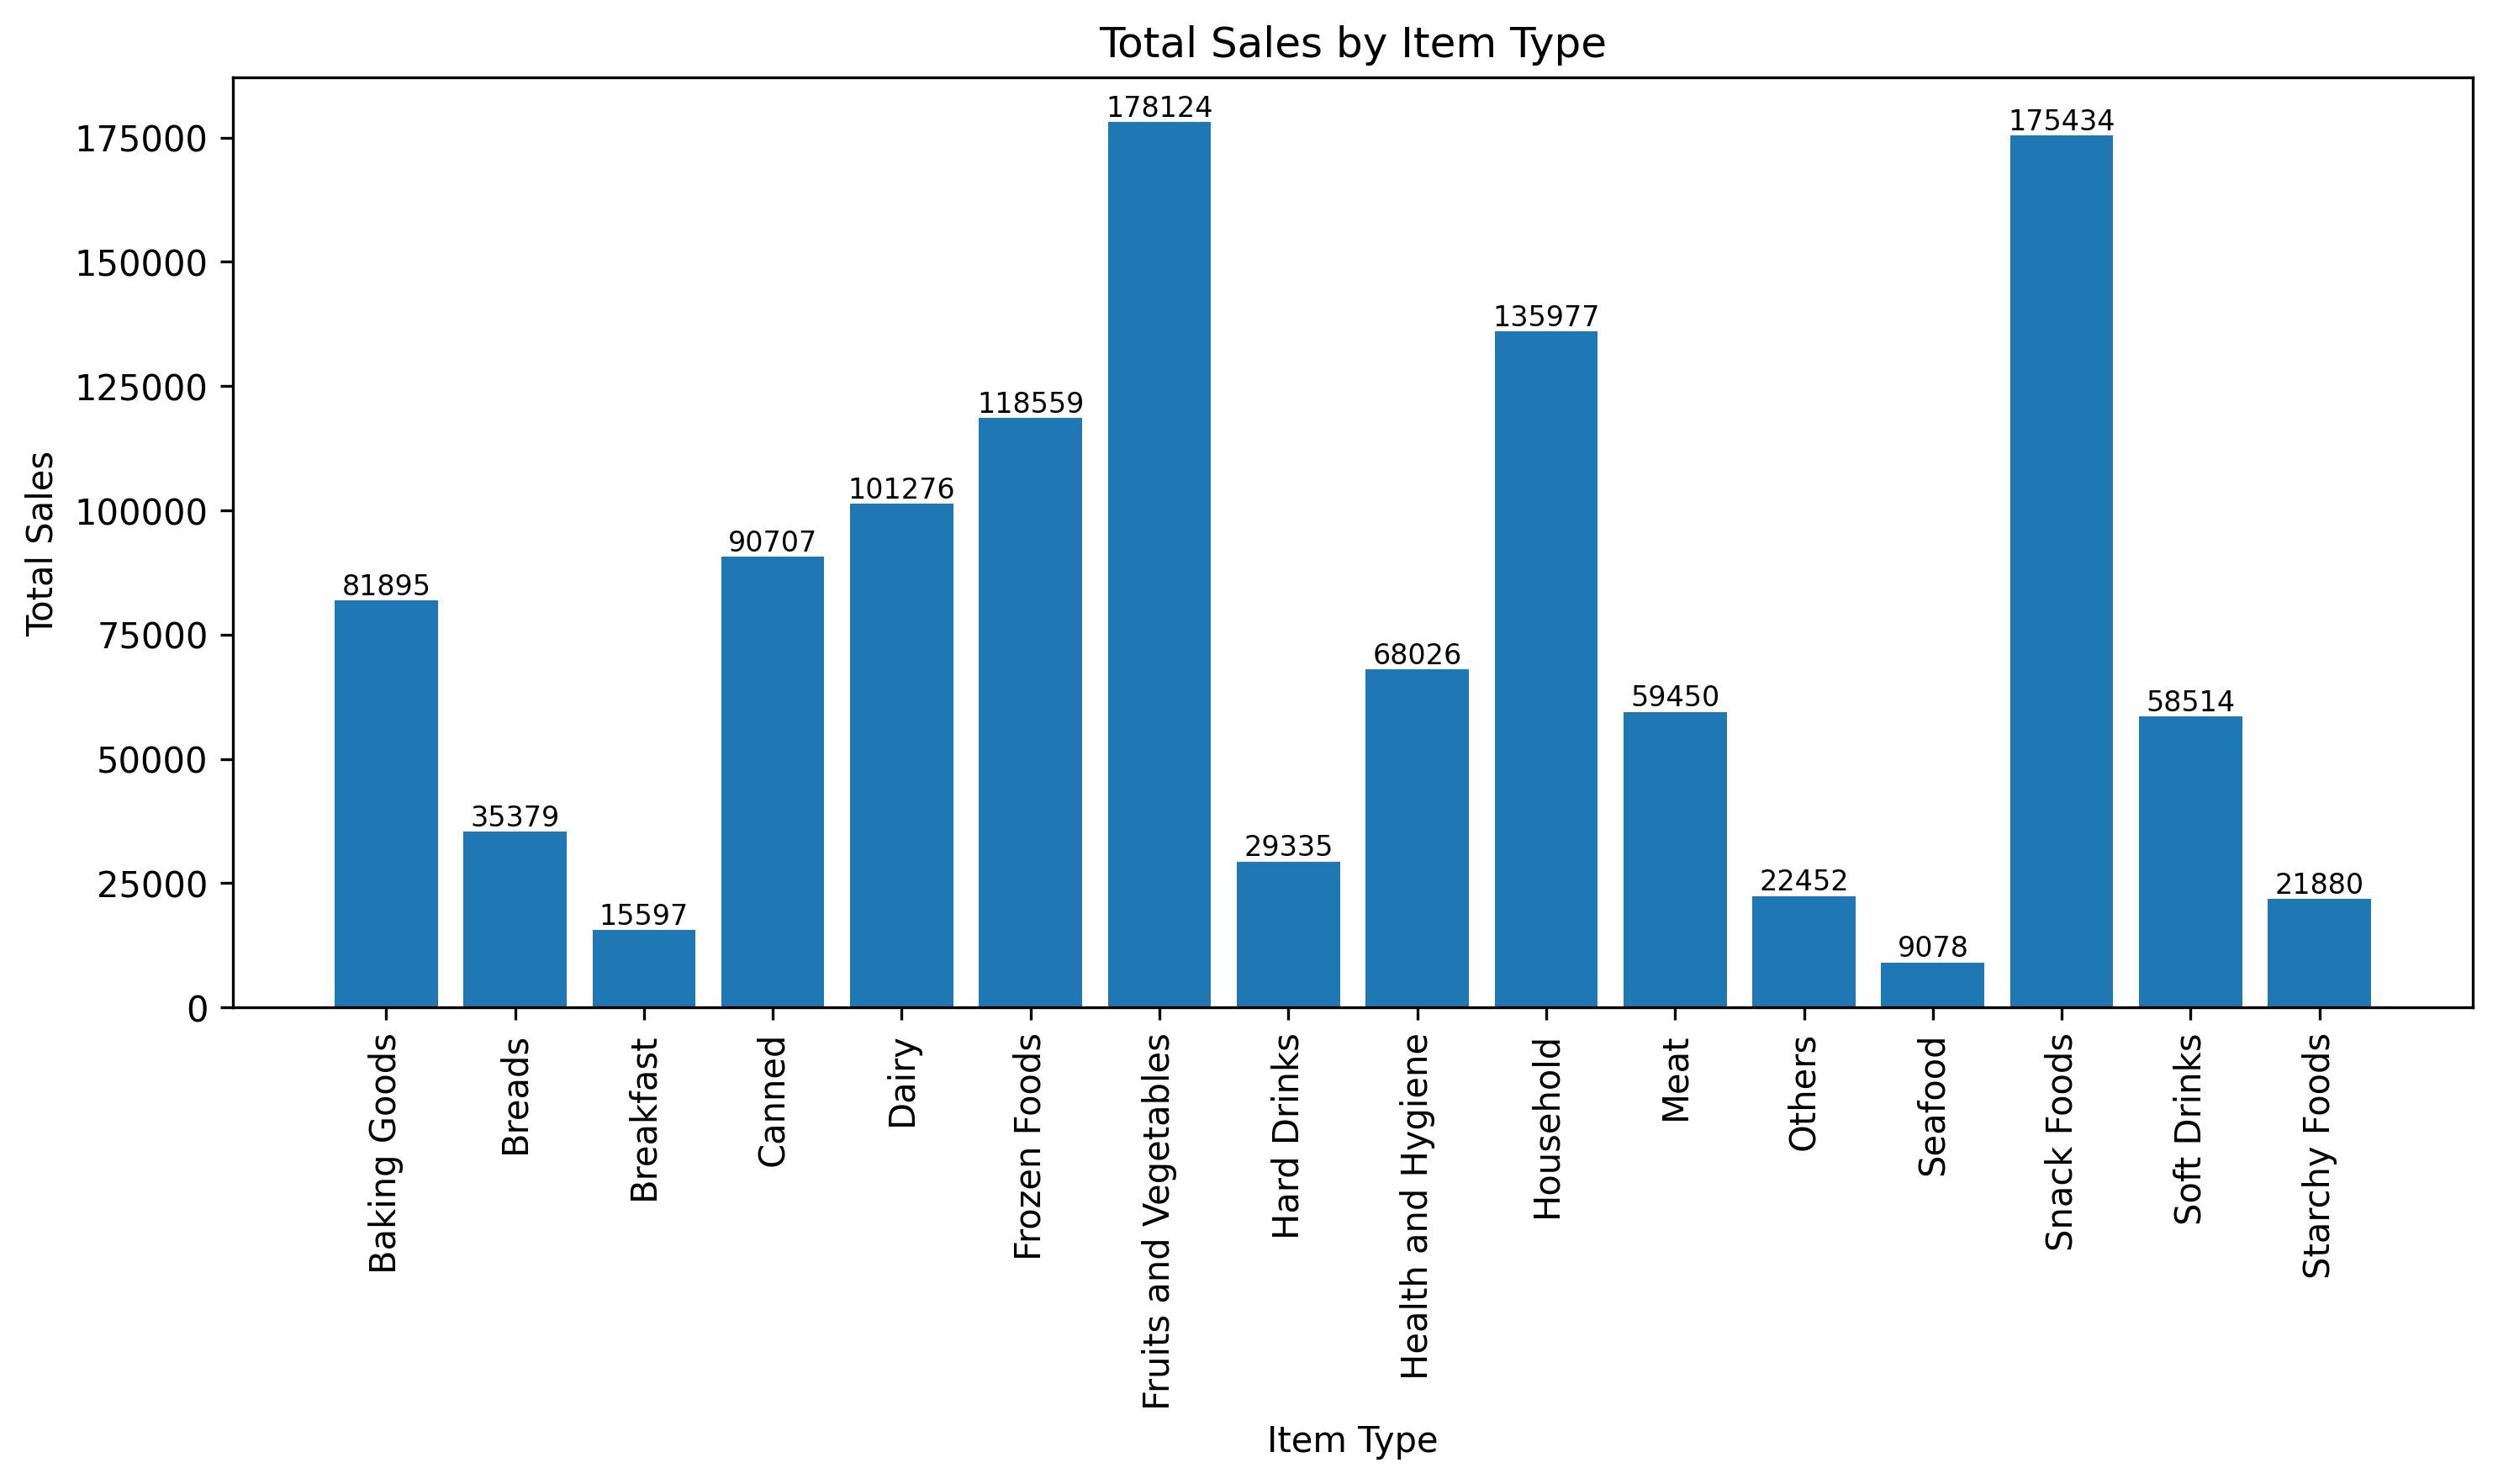 Total Sales by Item Type
178124
175434
175000
150000
135977
125000
118559
101276
100000
90707
81895
75000
68026
59450
58514
50000
35379
29335
25000
22452
21880
15597
9078
0
Total Sales
Baking Goods
Breads
Breakfast
Canned
Dairy
Frozen Foods
Fruits and Vegetables
Hard Drinks
Health and Hygiene
Household
Meat
Others
Seafood
Snack Foods
Soft Drinks
Starchy Foods
Item Type